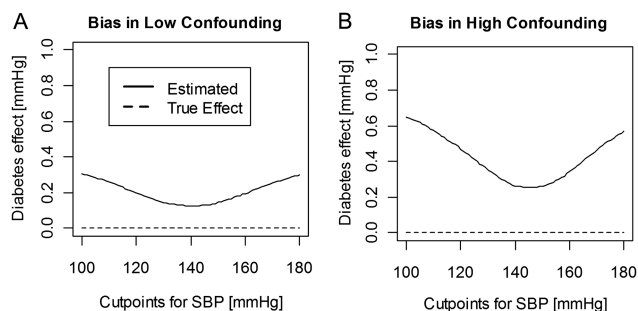 A
Bias in Low Confounding
Diabetes effect [mmHg]
0.0 0.2 0.4 0.6 0.8 1.0
Estimated
True Effect
100 120 140 160 180
Cutpoints for SBP [mmHg]
B
Bias in High Confounding
Diabetes effect [mmHg]
0.0 0.2 0.4 0.6 0.8 1.0
100 120 140 160 180
Cutpoints for SBP [mmHg]